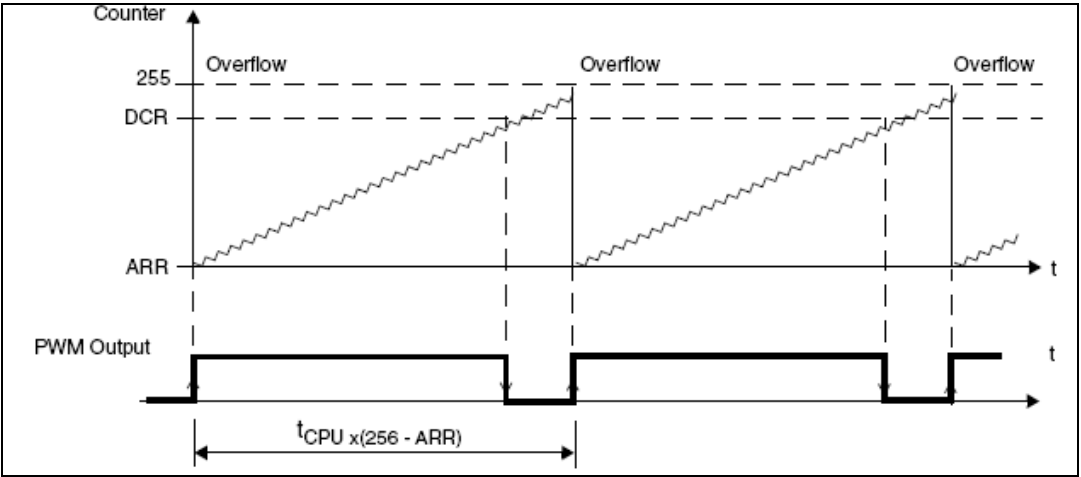 Counter
Overflow Overflow Overflow
255
DCR
ARR
t
PWM Output
t
tCPU x(256 - ARR)